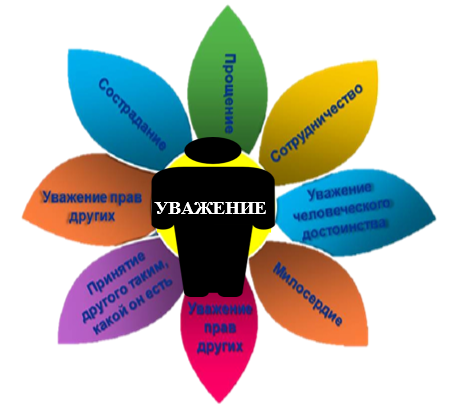 Прощение
Сострадание
Сотрудничество
Уважение прав
других
УВАЖЕНИЕ
Уважение
человеческого
достоинства
Принятие
другого таким,
какой он есть
Милосердие
Уважение
прав
других